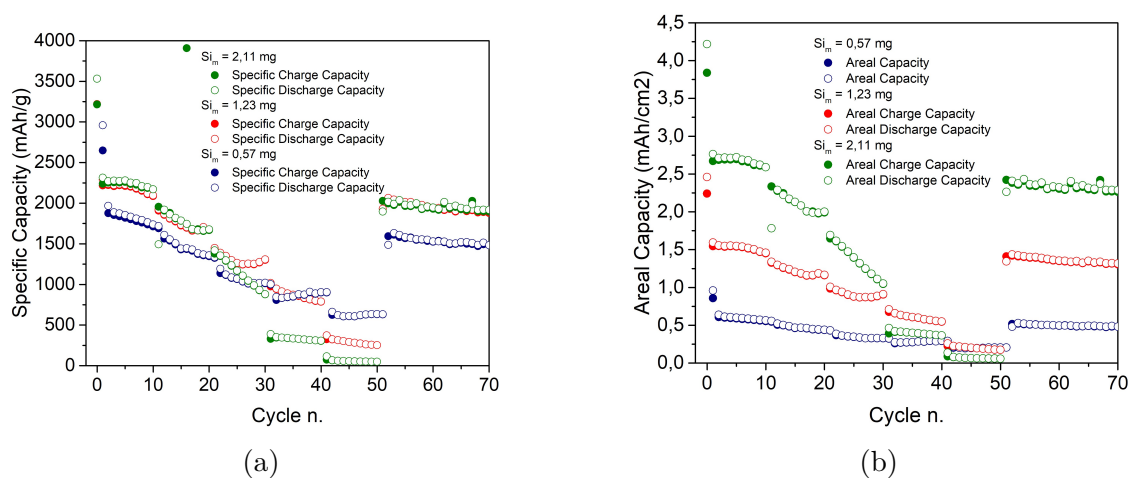 4000
3500
3000
2500
2000
1500
1000
500
0
Specific Capacity (mAh/g)
Si_m = 2,11 mg
Specific Charge Capacity
Specific Discharge Capacity
Si_m = 1,23 mg
Specific Charge Capacity
Specific Discharge Capacity
Si_m = 0,57 mg
Specific Charge Capacity
Specific Discharge Capacity
0 10 20 30 40 50 60 70
Cycle n.
(a)
4,5
4,0
3,5
3,0
2,5
2,0
1,5
1,0
0,5
0,0
Areal Capacity (mAh/cm2)
Si_m = 0,57 mg
Areal Capacity
Areal Capacity
Si_m = 1,23 mg
Areal Charge Capacity
Areal Discharge Capacity
Si_m = 2,11 mg
Areal Charge Capacity
Areal Discharge Capacity
0 10 20 30 40 50 60 70
Cycle n.
(b)